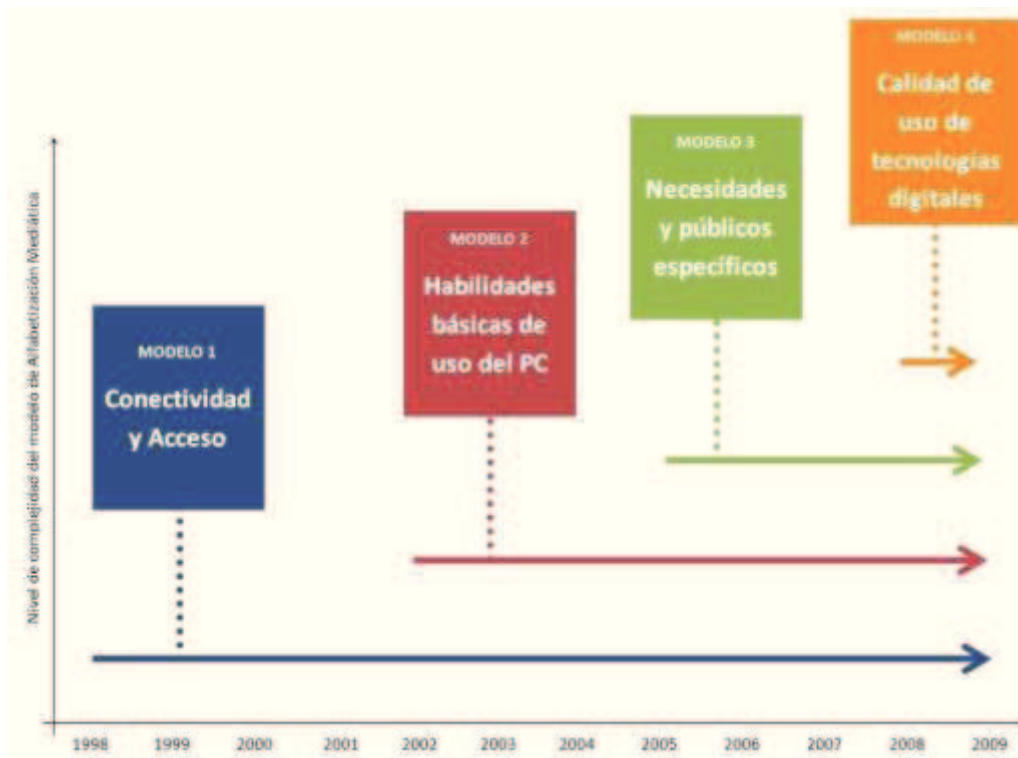 MODELO 4
Calidad de
uso de
tecnologías
digitales
MODELO 3
Necesidades
y públicos
específicos
MODELO 2
Habilidades
básicas de
uso del PC
MODELO 1
Conectividad
y Acceso
Nivel de complejidad del modelo de Alfabetización Mediática
1998 1999 2000 2001 2002 2003 2004 2005 2006 2007 2008 2009